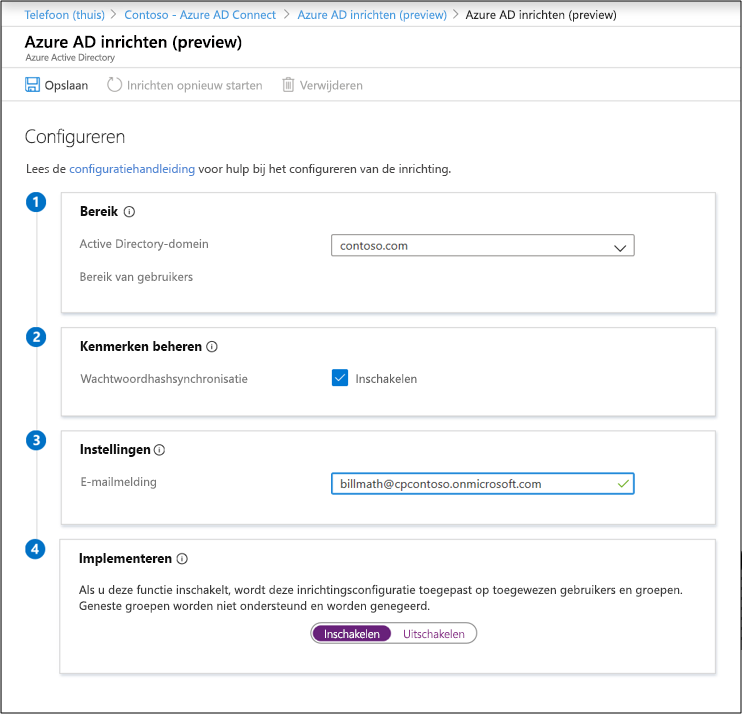 Telefoon (thuis) > Contoso - Azure AD Connect > Azure AD inrichten (preview) > Azure AD inrichten (preview)
Azure AD inrichten (preview)
Azure Active Directory
Opslaan Inrichten opnieuw starten Verwijderen
Configureren
Lees de configuratiehandleiding voor hulp bij het configureren van de inrichting.
1 Bereik
Active Directory-domein contoso.com
Bereik van gebruikers
2 Kenmerken beheren
Wachtwoordhashsynchronisatie Inschakelen
3 Instellingen
E-mailmelding billmath@cpcontoso.onmicrosoft.com
4 Implementeren
Als u deze functie inschakelt, wordt deze inrichtingsconfiguratie toegepast op toegewezen gebruikers en groepen.
Geneste groepen worden niet ondersteund en worden genegeerd.
Inschakelen Uitschakelen